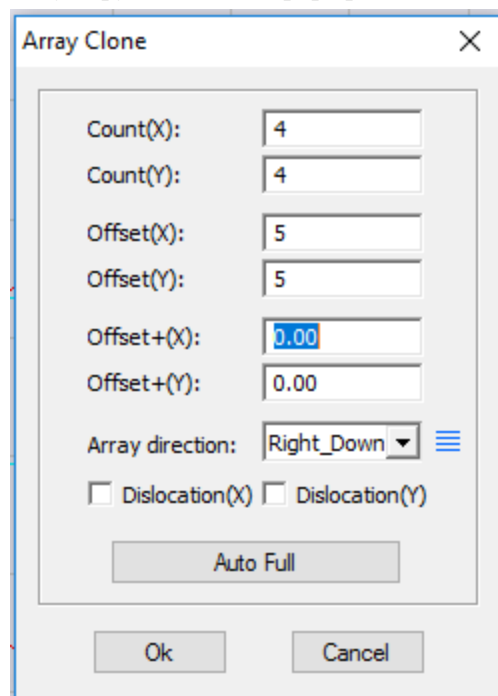 Array Clone
Count(X): 4
Count(Y): 4
Offset(X): 5
Offset(Y): 5
Offset+(X): 0.00
Offset+(Y): 0.00
Array direction: Right_Down
Dislocation(X) Dislocation(Y)
Auto Full
Ok Cancel